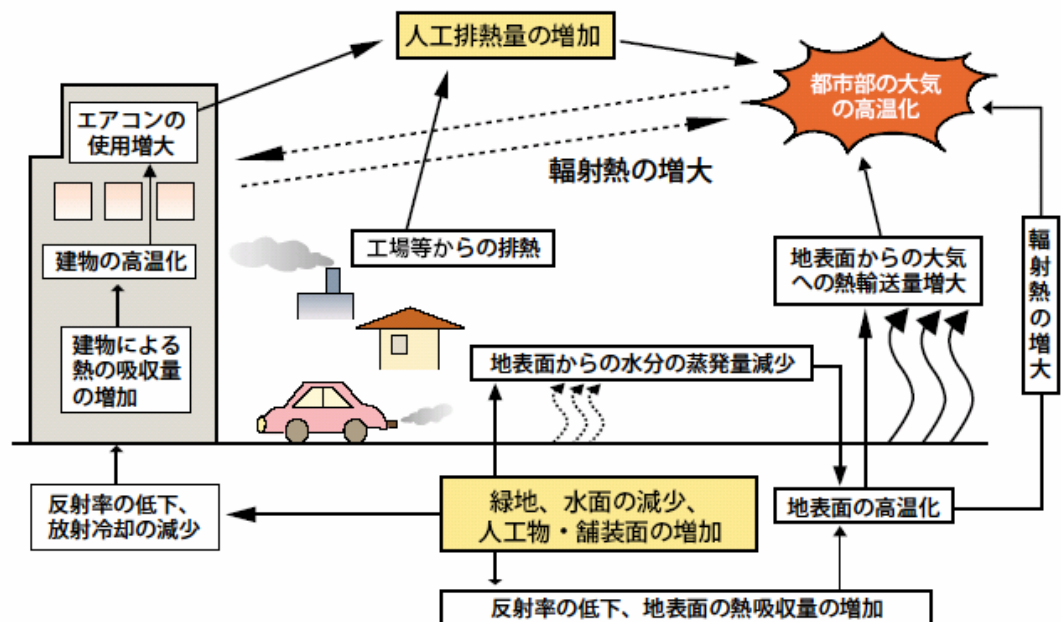 人工排熱量の増加
都市部の大気
の高温化
エアコンの
使用増大
輻射熱の増大
工場等からの排熱
建物の高温化
地表面からの大気
への熱輸送量増大
輻射熱の増大
建物による
熱の吸収量
の増加
地表面からの水分の蒸発量減少
反射率の低下、
放射冷却の減少
緑地、水面の減少、
人工物・舗装面の増加
地表面の高温化
反射率の低下、地表面の熱吸収量の増加